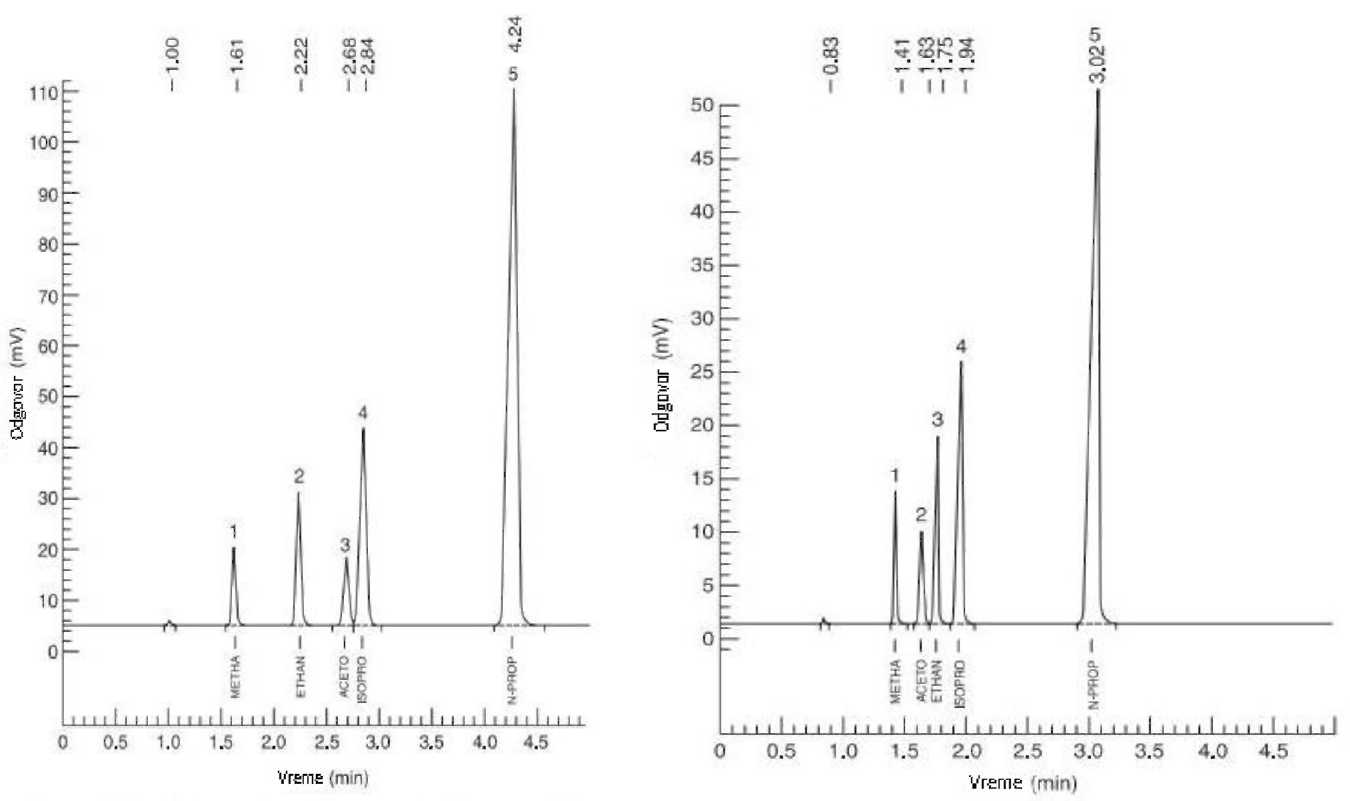 – 1.00
– 1.61
– 2.22
– 2.68
– 2.84
4.24
5
110
100
90
80
70
60
50
40
30
20
10
0
Odgovor (mV)
1
2
3
4
METHA
ETHAN
ACETO
ISOPRO
N-PROP
0 0.5 1.0 1.5 2.0 2.5 3.0 3.5 4.0 4.5
Vreme (min)
– 0.83
– 1.41
– 1.63
– 1.75
– 1.94
3.02
5
50
45
40
35
30
25
20
15
10
5
0
Odgovor (mV)
1
2
3
4
METHA
ACETO
ETHAN
ISOPRO
N-PROP
0 0.5 1.0 1.5 2.0 2.5 3.0 4.0 4.5
Vreme (min)